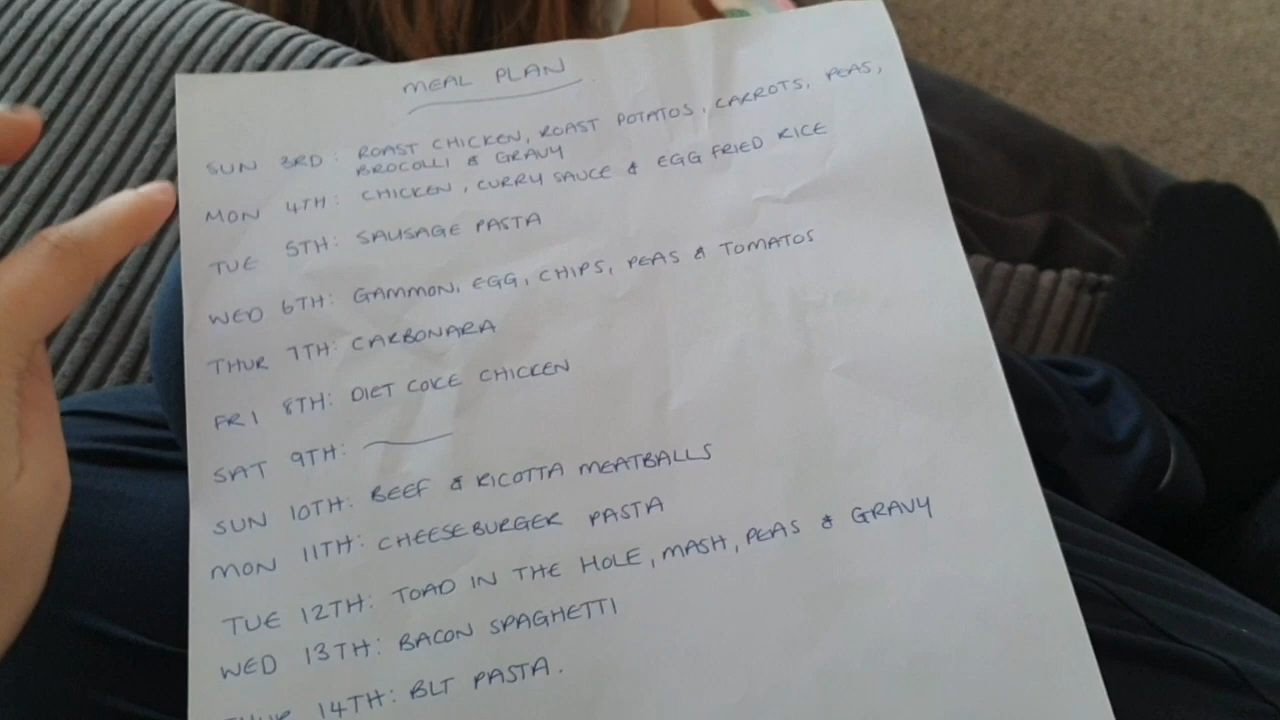 MEAL PLAN
SUN 3RD: ROAST CHICKEN, ROAST POTATOS, CARROTS, PEAS,
BROCOLLI & GRAVY
MON 4TH: CHICKEN, CURRY SAUCE & EGG FRIED RICE
TUE 5TH: SAUSAGE PASTA
WED 6TH: GAMMON, EGG, CHIPS, PEAS & TOMATOS
THUR 7TH: CARBONARA
FRI 8TH: DIET COKE CHICKEN
SAT 9TH: —
SUN 10TH: BEEF & RICOTTA MEATBALLS
MON 11TH: CHEESEBURGER PASTA
TUE 12TH: TOAD IN THE HOLE, MASH, PEAS & GRAVY
WED 13TH: BACON SPAGHETTI
THUR 14TH: BLT PASTA.